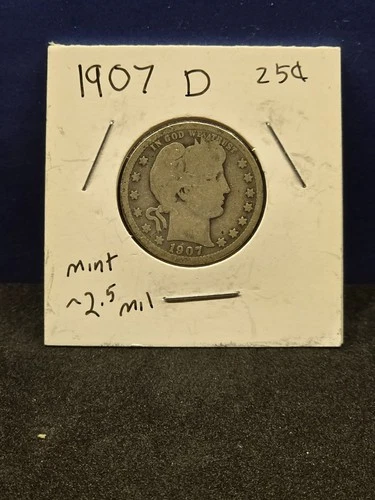 1907 D 25¢
IN GOD WE TRUST
1907
mint
~2.5 mil